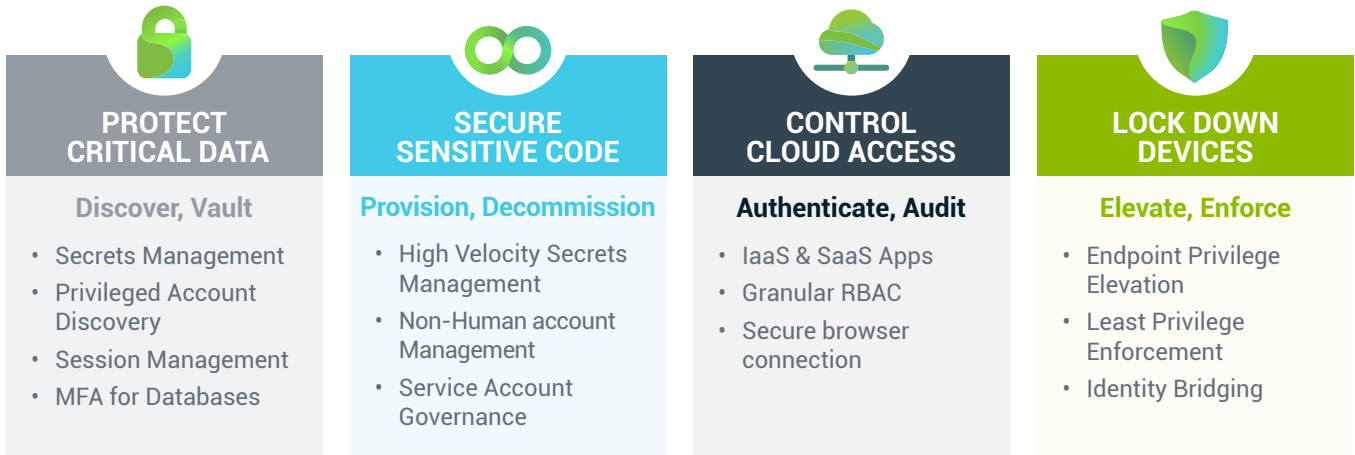 PROTECT
CRITICAL DATA
Discover, Vault
• Secrets Management
• Privileged Account
Discovery
• Session Management
• MFA for Databases
SECURE
SENSITIVE CODE
Provision, Decommission
• High Velocity Secrets
Management
• Non-Human account
Management
• Service Account
Governance
CONTROL
CLOUD ACCESS
Authenticate, Audit
• IaaS & SaaS Apps
• Granular RBAC
• Secure browser
connection
LOCK DOWN
DEVICES
Elevate, Enforce
• Endpoint Privilege
Elevation
• Least Privilege
Enforcement
• Identity Bridging